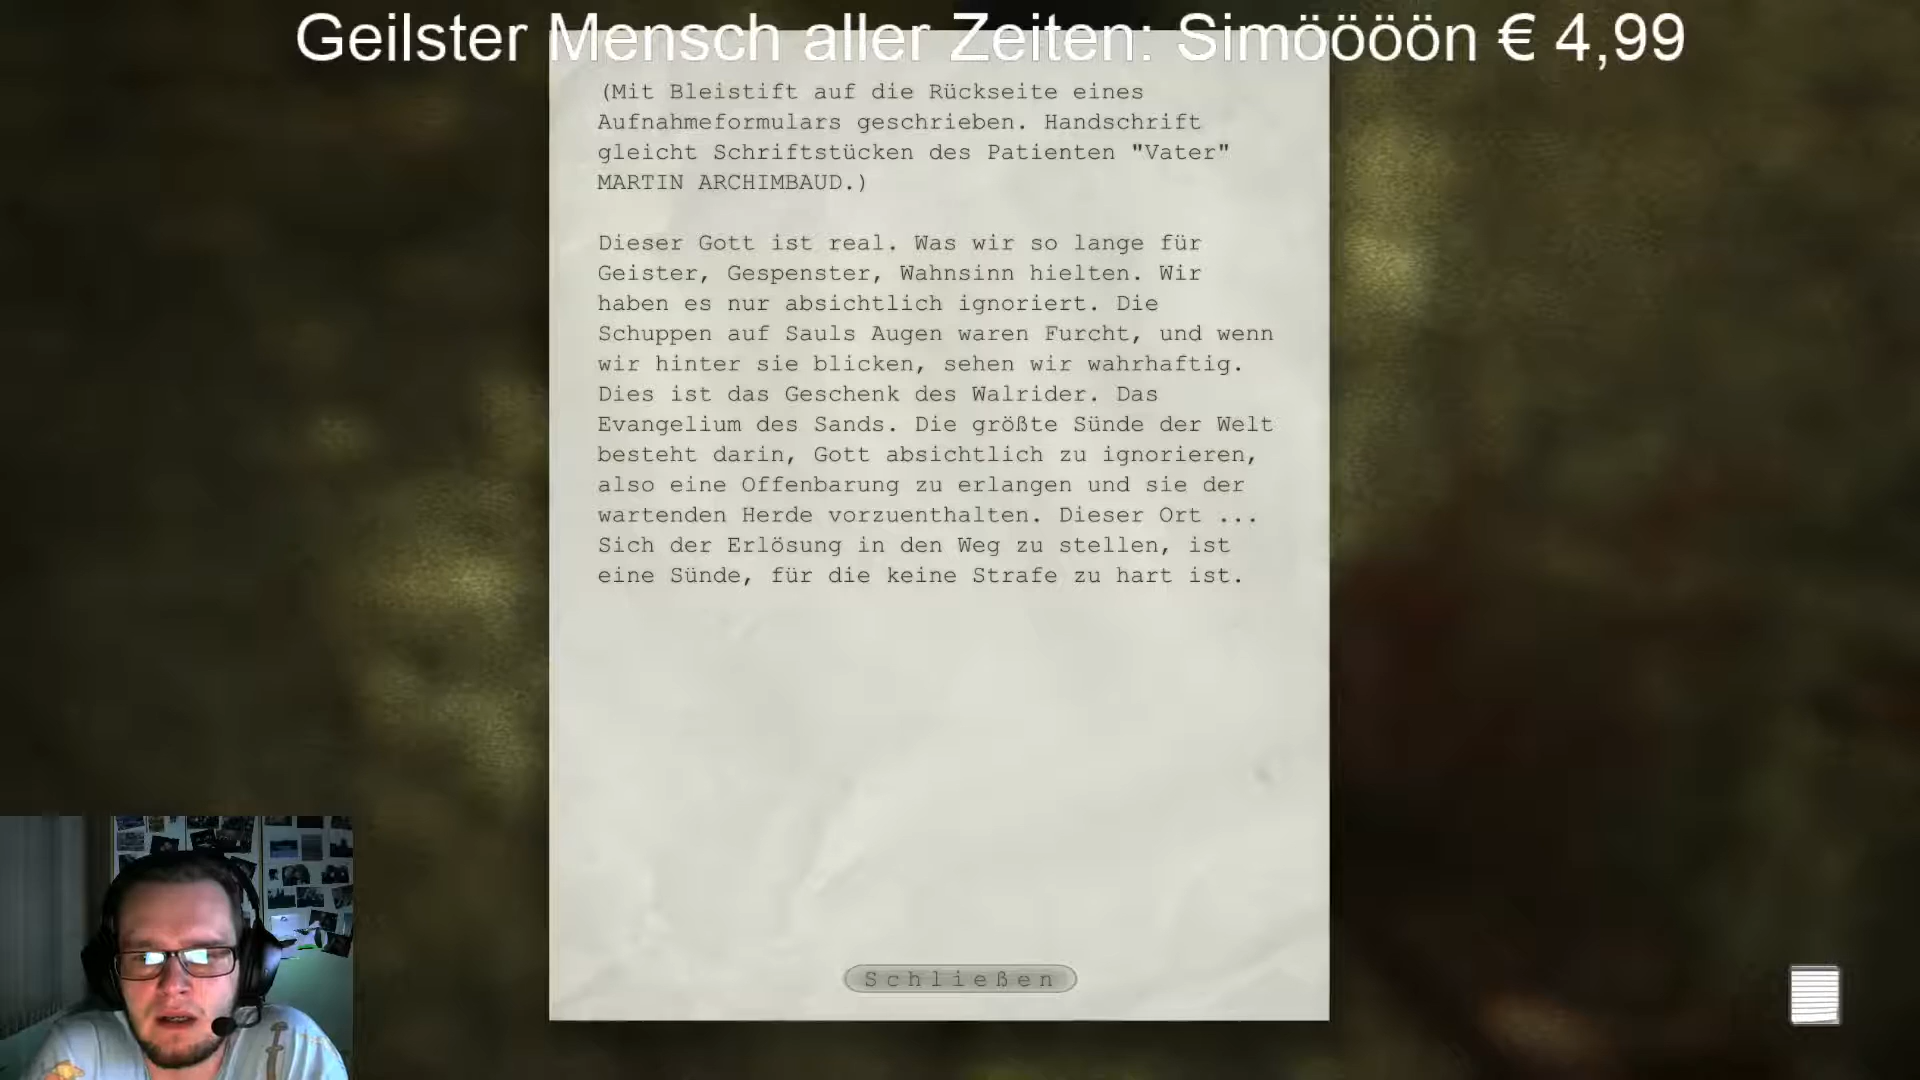 Geilster Mensch aller Zeiten: Simöööön € 4,99
(Mit Bleistift auf die Rückseite eines
Aufnahmeformulars geschrieben. Handschrift
gleicht Schriftstücken des Patienten "Vater"
MARTIN ARCHIMBAUD.)
Dieser Gott ist real. Was wir so lange für
Geister, Gespenster, Wahnsinn hielten. Wir
haben es nur absichtlich ignoriert. Die
Schuppen auf Sauls Augen waren Furcht, und wenn
wir hinter sie blicken, sehen wir wahrhaftig.
Dies ist das Geschenk des Walrider. Das
Evangelium des Sands. Die größte Sünde der Welt
besteht darin, Gott absichtlich zu ignorieren,
also eine Offenbarung zu erlangen und sie der
wartenden Herde vorzuenthalten. Dieser Ort ...
Sich der Erlösung in den Weg zu stellen, ist
eine Sünde, für die keine Strafe zu hart ist.
Schließen